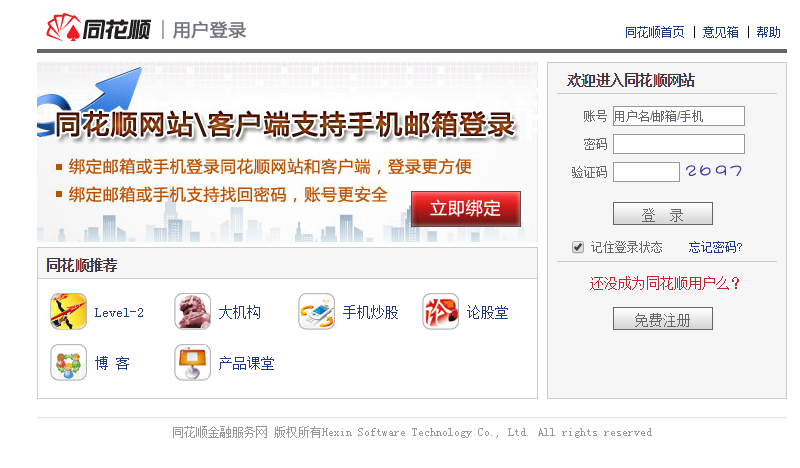 同花顺 | 用户登录
同花顺首页 | 意见箱 | 帮助
同花顺网站\客户端支持手机邮箱登录
绑定邮箱或手机登录同花顺网站和客户端，登录更方便
绑定邮箱或手机支持找回密码，账号更安全
立即绑定
同花顺推荐
Level-2
大机构
手机炒股
论股堂
博 客
产品课堂
欢迎进入同花顺网站
账号 用户名/邮箱/手机
密码
验证码 2697
登 录
记住登录状态 忘记密码?
还没成为同花顺用户么？
免费注册
同花顺金融服务网 版权所有Hexin Software Technology Co., Ltd. All rights reserved